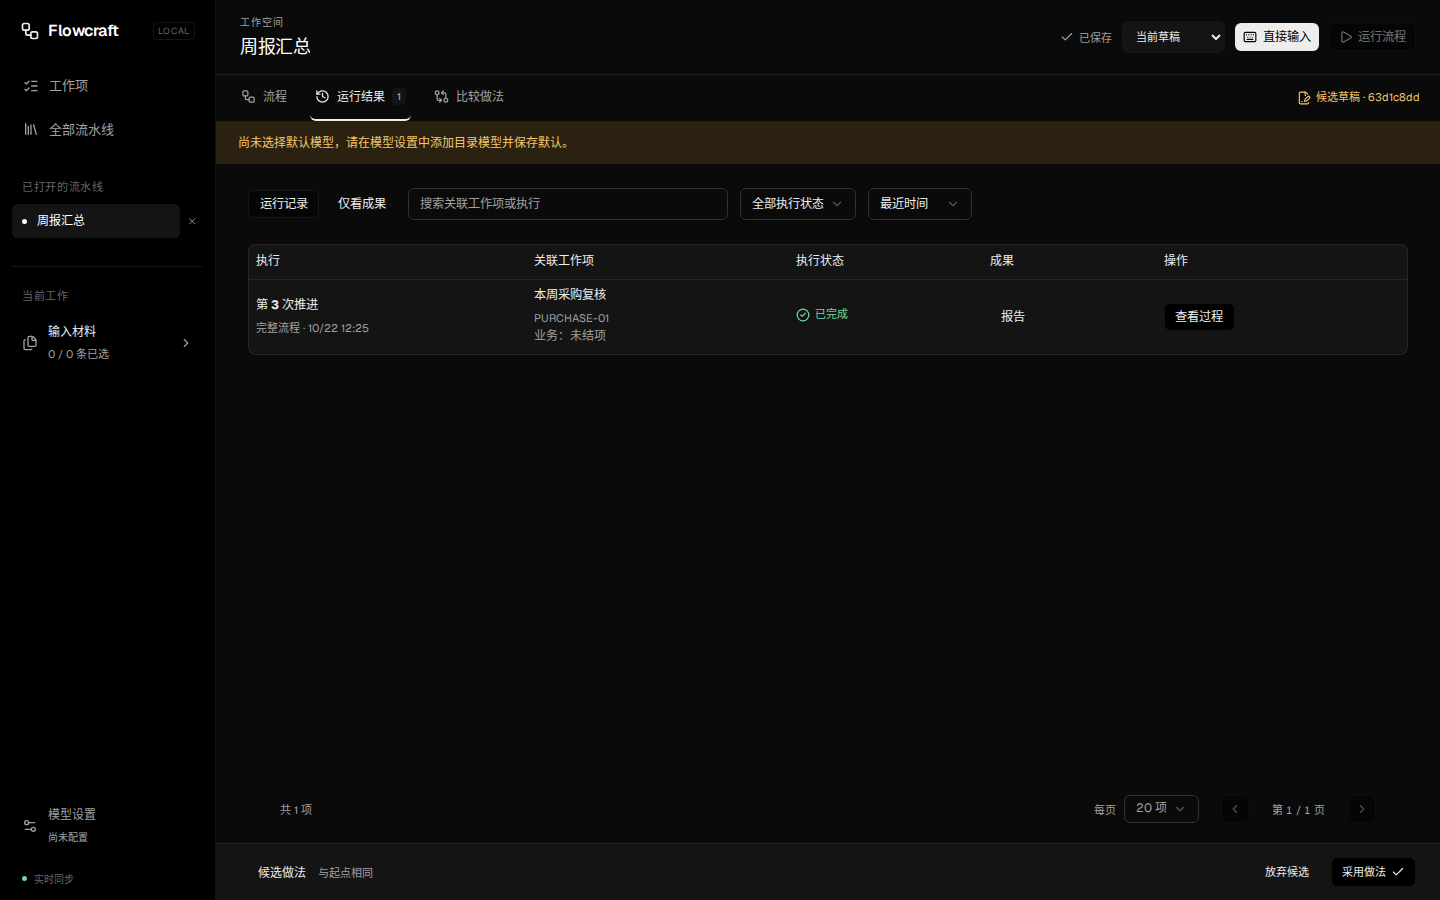 Flowcraft
LOCAL
工作项
全部流水线
已打开的流水线
周报汇总
当前工作
输入材料
0 / 0 条已选
模型设置
尚未配置
实时同步
工作空间
周报汇总
已保存
当前草稿
直接输入
运行流程
流程
运行结果 1
比较做法
候选草稿 · 63d1c8dd
尚未选择默认模型，请在模型设置中添加目录模型并保存默认。
运行记录
仅看成果
搜索关联工作项或执行
全部执行状态
最近时间
执行 关联工作项 执行状态 成果 操作
第 3 次推进
完整流程 · 10/22 12:25
本周采购复核
PURCHASE-01
业务：未结项
已完成
报告
查看过程
共 1 项
每页
20 项
第 1 / 1 页
候选做法 与起点相同
放弃候选
采用做法